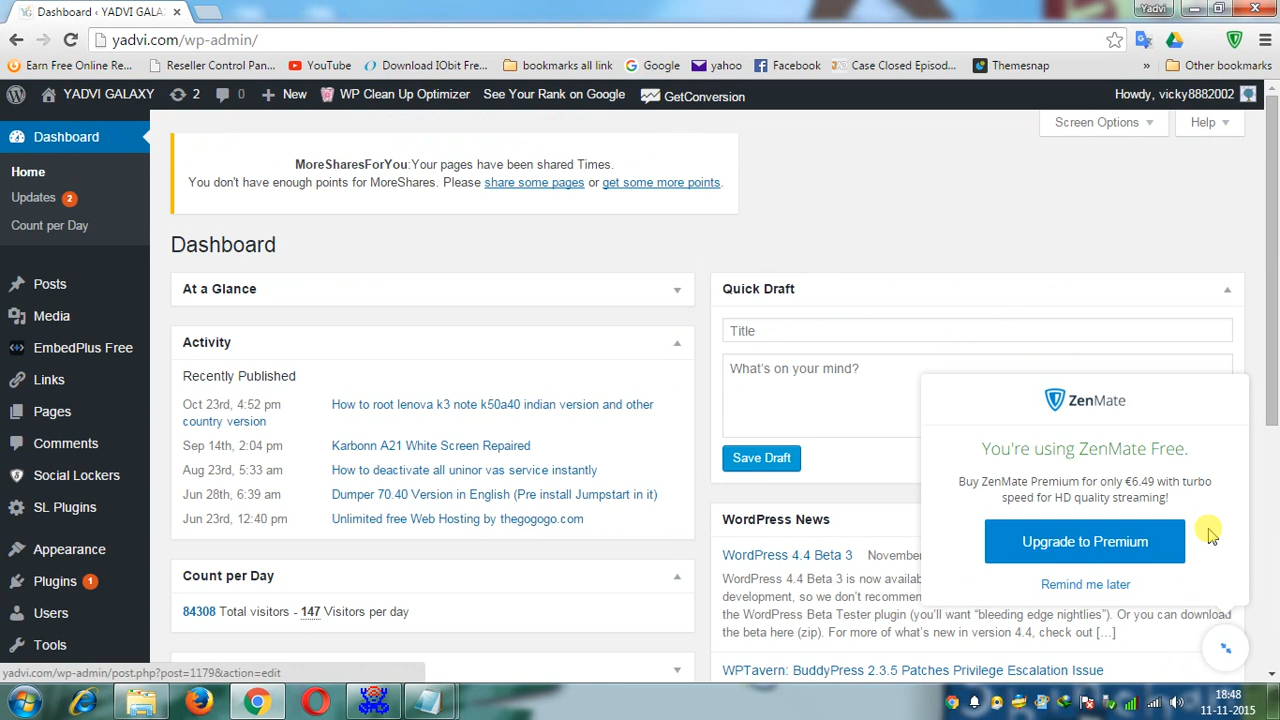 Dashboard ‹ YADVI GALA
Yadvi
yadvi.com/wp-admin/
Earn Free Online Re...
Reseller Control Pan...
YouTube
Download IObit Fre...
bookmarks all link
Google
yahoo
Facebook
Case Closed Episod...
Themesnap
»
Other bookmarks
YADVI GALAXY
2
0
New
WP Clean Up Optimizer
See Your Rank on Google
GetConversion
Howdy, vicky8882002
Screen Options
Help
Dashboard
Home
Updates 2
Count per Day
Posts
Media
EmbedPlus Free
Links
Pages
Comments
Social Lockers
SL Plugins
Appearance
Plugins 1
Users
Tools
MoreSharesForYou:Your pages have been shared Times.
You don't have enough points for MoreShares. Please share some pages or get some more points.
Dashboard
At a Glance
Activity
Recently Published
Oct 23rd, 4:52 pm How to root lenova k3 note k50a40 indian version and other
country version
Sep 14th, 2:04 pm Karbonn A21 White Screen Repaired
Aug 23rd, 5:33 am How to deactivate all uninor vas service instantly
Jun 28th, 6:39 am Dumper 70.40 Version in English (Pre install Jumpstart in it)
Jun 23rd, 12:40 pm Unlimited free Web Hosting by thegogogo.com
Count per Day
84308 Total visitors - 147 Visitors per day
Quick Draft
Title
What's on your mind?
Save Draft
WordPress News
WordPress 4.4 Beta 3 November
WordPress 4.4 Beta 3 is now availa
development, so we don't recommen
the WordPress Beta Tester plugin (you'll want “bleeding edge nightlies”). Or you can download
the beta here (zip). For more of what's new in version 4.4, check out [...]
WPTavern: BuddyPress 2.3.5 Patches Privilege Escalation Issue
ZenMate
You're using ZenMate Free.
Buy ZenMate Premium for only €6.49 with turbo
speed for HD quality streaming!
Upgrade to Premium
Remind me later
yadvi.com/wp-admin/post.php?post=1179&action=edit
18:48
11-11-2015